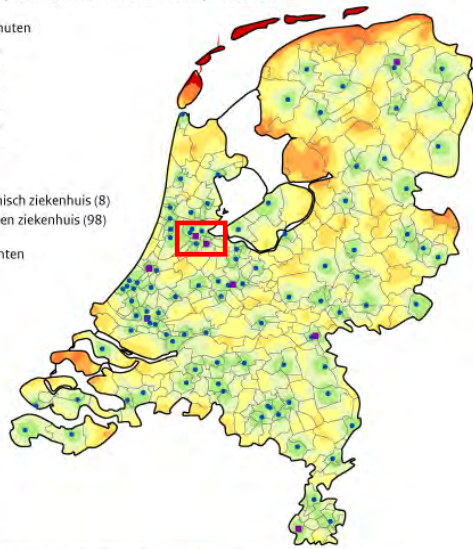 nuten
nisch ziekenhuis (8)
en ziekenhuis (98)
nten